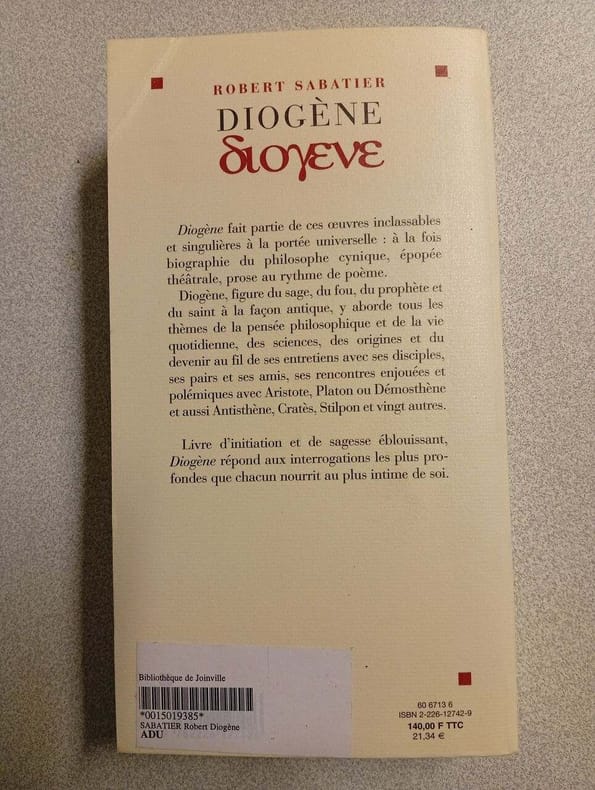 ROBERT SABATIER
DIOGÈNE
διογενε
Diogène fait partie de ces œuvres inclassables
et singulières à la portée universelle : à la fois
biographie du philosophe cynique, épopée
théâtrale, prose au rythme de poème.
Diogène, figure du sage, du fou, du prophète et
du saint à la façon antique, y aborde tous les
thèmes de la pensée philosophique et de la vie
quotidienne, des sciences, des origines et du
devenir au fil de ses entretiens avec ses disciples,
ses pairs et ses amis, ses rencontres enjouées et
polémiques avec Aristote, Platon ou Démosthène
et aussi Antisthène, Cratès, Stilpon et vingt autres.
Livre d'initiation et de sagesse éblouissant,
Diogène répond aux interrogations les plus pro-
fondes que chacun nourrit au plus intime de soi.
Bibliothèque de Joinville
*0015019385*
SABATIER Robert Diogène
ADU
60 6713 6
ISBN 2-226-12742-9
140,00 F TTC
21,34 €